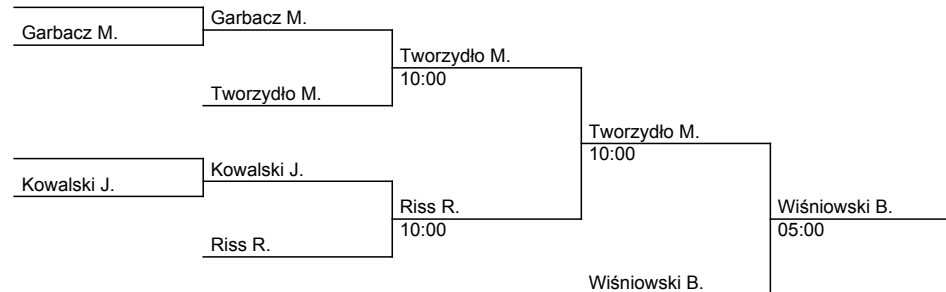 Garbacz M.
Garbacz M.
Tworzydło M.
10:00
Tworzydło M.
Tworzydło M.
10:00
Kowalski J.
Kowalski J.
Riss R.
10:00
Wiśniowski B.
05:00
Riss R.
Wiśniowski B.